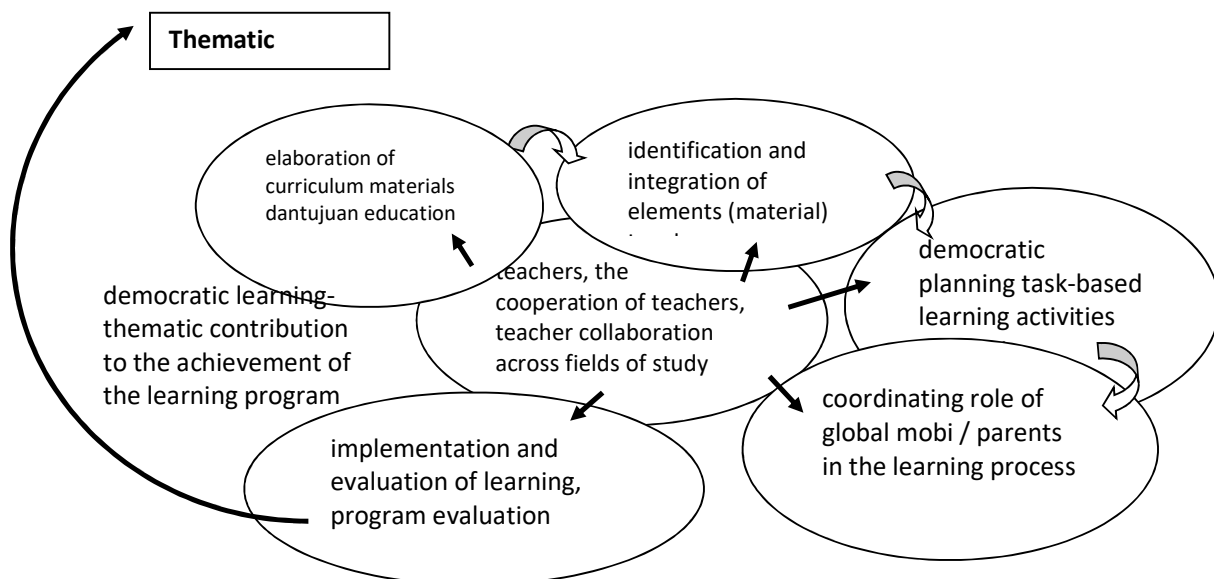 Thematic
elaboration of
curriculum materials
dantujuan education
identification and
integration of
elements (material)
democratic
planning task-based
learning activities
teachers, the
cooperation of teachers,
teacher collaboration
across fields of study
democratic learning-
thematic contribution
to the achievement of
the learning program
coordinating role of
global mobi / parents
in the learning process
implementation and
evaluation of learning,
program evaluation